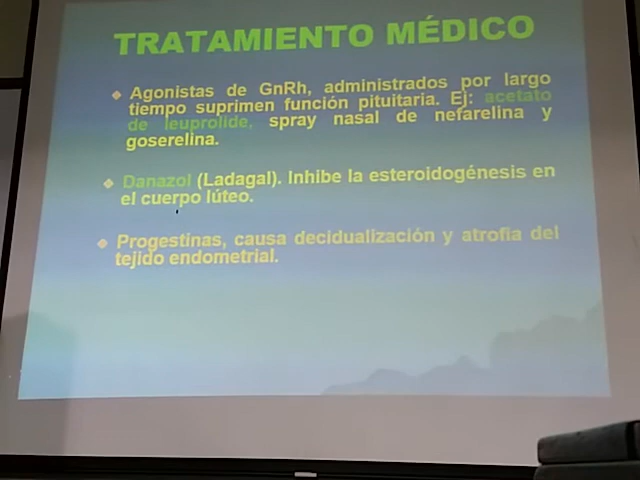 TRATAMIENTO MÉDICO
Agonistas de GnRh, administrados por largo
tiempo suprimen función pituitaria. Ej: acetato
de leuprolide, spray nasal de nefarelina y
goserelina.
Danazol (Ladagal). Inhibe la esteroidogénesis en
el cuerpo lúteo.
Progestinas, causa decidualización y atrofia del
tejido endometrial.